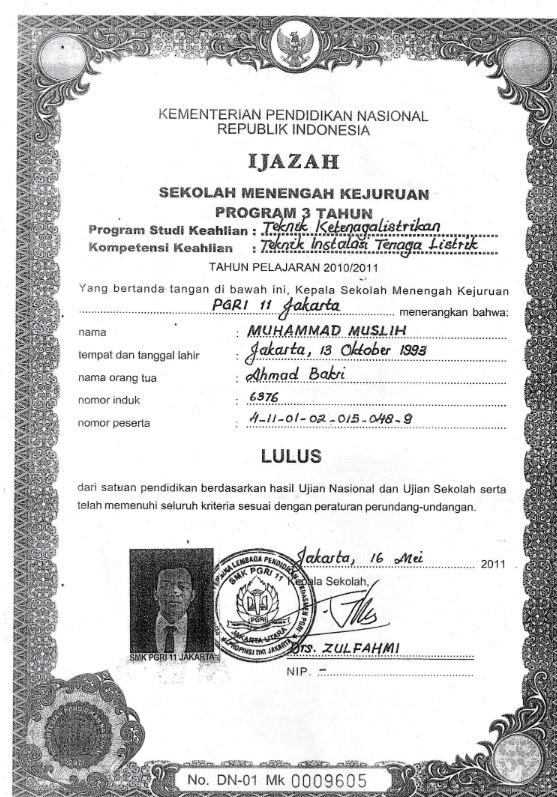 KEMENTERIAN PENDIDIKAN NASIONAL
REPUBLIK INDONESIA
IJAZAH
SEKOLAH MENENGAH KEJURUAN
PROGRAM 3 TAHUN
Program Studi Keahlian : Teknik Ketenagalistrikan
Kompetensi Keahlian : Teknik Instalasi Tenaga Listrik
TAHUN PELAJARAN 2010/2011
Yang bertanda tangan di bawah ini, Kepala Sekolah Menengah Kejuruan
PGRI 11 Jakarta menerangkan bahwa:
nama : MUHAMMAD MUSLIH
tempat dan tanggal lahir : Jakarta, 13 Oktober 1993
nama orang tua : Ahmad Bakri
nomor induk : 6376
nomor peserta : 4-11-01-02-015-048-9
LULUS
dari satuan pendidikan berdasarkan hasil Ujian Nasional dan Ujian Sekolah serta
telah memenuhi seluruh kriteria sesuai dengan peraturan perundang-undangan.
Jakarta, 16 Mei 2011
Kepala Sekolah,
SMK PGRI 11
PGRI
JAKARTA UTARA
PROPINSI DKI JAKARTA
Drs. ZULFAHMI
SMK PGRI 11 JAKARTA
NIP. -
No. DN-01 Mk 0009605